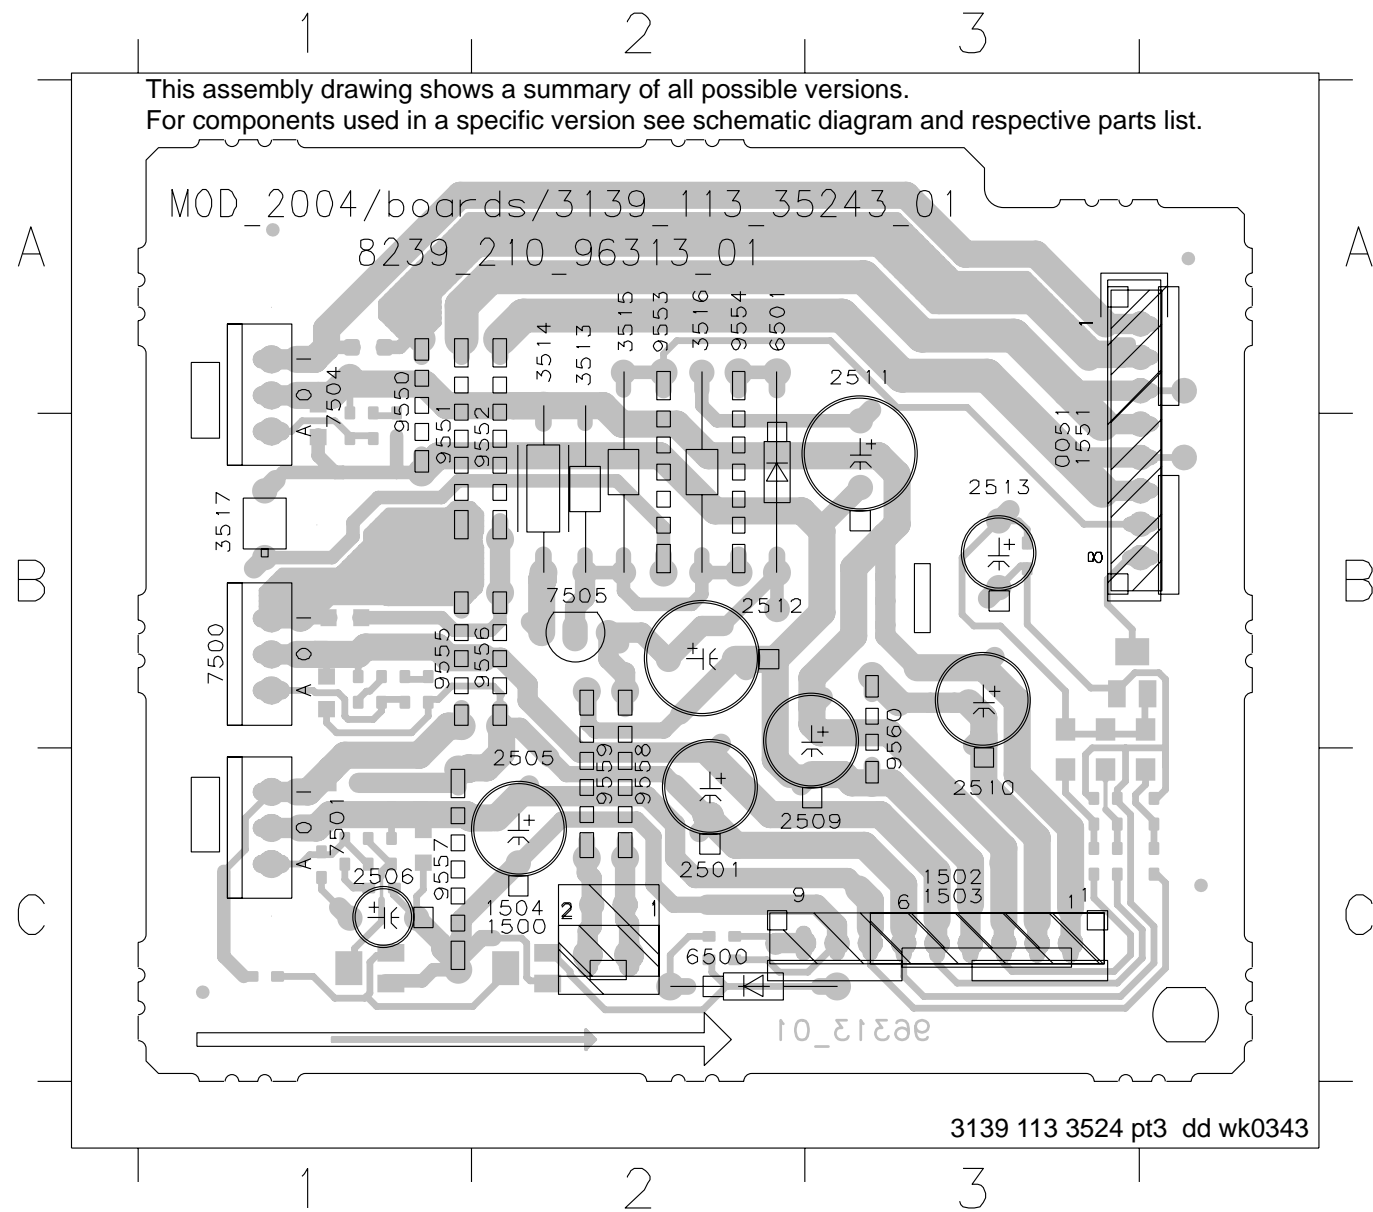 1 2 3
This assembly drawing shows a summary of all possible versions.
For components used in a specific version see schematic diagram and respective parts list.
MOD_2004/boards/3139_113_35243_01
A
8239_210_96313_01
A
3514
3513
3515
9553
3516
9554
6501
1
I
O
A
7504
9550
9551
9552
2511
0051
1551
2513
3517
8
B
B
7505
2512
I
O
A
7500
9555
9556
9560
2510
2505
9559
9558
2509
I
O
A
7501
9557
2501
2506
1504
1500
2
1
9
6
1502
1503
1
1
C
C
6500
96313_01
3139 113 3524 pt3 dd wk0343
1 2 3